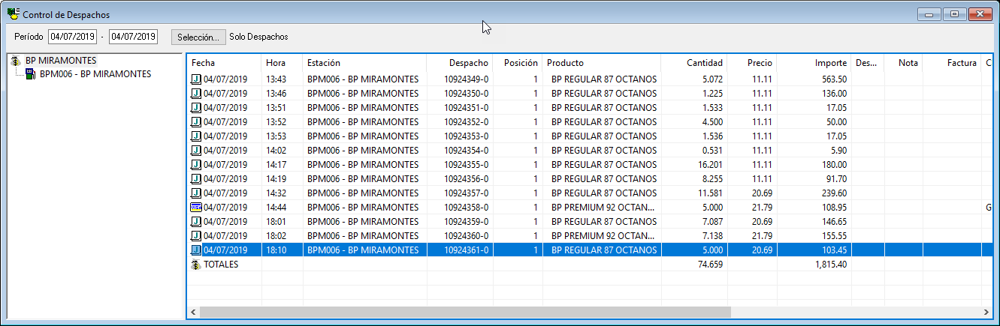 Control de Despachos
Período 04/07/2019 - 04/07/2019 Selección... Solo Despachos
BP MIRAMONTES
BPM006 - BP MIRAMONTES
Fecha Hora Estación Despacho Posición Producto Cantidad Precio Importe Des... Nota Factura C
J 04/07/2019 13:43 BPM006 - BP MIRAMONTES 10924349-0 1 BP REGULAR 87 OCTANOS 5.072 11.11 563.50
J 04/07/2019 13:46 BPM006 - BP MIRAMONTES 10924350-0 1 BP REGULAR 87 OCTANOS 1.225 11.11 136.00
J 04/07/2019 13:51 BPM006 - BP MIRAMONTES 10924351-0 1 BP REGULAR 87 OCTANOS 1.533 11.11 17.05
J 04/07/2019 13:52 BPM006 - BP MIRAMONTES 10924352-0 1 BP REGULAR 87 OCTANOS 4.500 11.11 50.00
J 04/07/2019 13:53 BPM006 - BP MIRAMONTES 10924353-0 1 BP REGULAR 87 OCTANOS 1.536 11.11 17.05
J 04/07/2019 14:02 BPM006 - BP MIRAMONTES 10924354-0 1 BP REGULAR 87 OCTANOS 0.531 11.11 5.90
J 04/07/2019 14:17 BPM006 - BP MIRAMONTES 10924355-0 1 BP REGULAR 87 OCTANOS 16.201 11.11 180.00
J 04/07/2019 14:19 BPM006 - BP MIRAMONTES 10924356-0 1 BP REGULAR 87 OCTANOS 8.255 11.11 91.70
J 04/07/2019 14:32 BPM006 - BP MIRAMONTES 10924357-0 1 BP REGULAR 87 OCTANOS 11.581 20.69 239.60
VISA 04/07/2019 14:44 BPM006 - BP MIRAMONTES 10924358-0 1 BP PREMIUM 92 OCTAN... 5.000 21.79 108.95 G
J 04/07/2019 18:01 BPM006 - BP MIRAMONTES 10924359-0 1 BP REGULAR 87 OCTANOS 7.087 20.69 146.65
J 04/07/2019 18:02 BPM006 - BP MIRAMONTES 10924360-0 1 BP PREMIUM 92 OCTAN... 7.138 21.79 155.55
J 04/07/2019 18:10 BPM006 - BP MIRAMONTES 10924361-0 1 BP REGULAR 87 OCTANOS 5.000 20.69 103.45
TOTALES 74.659 1,815.40